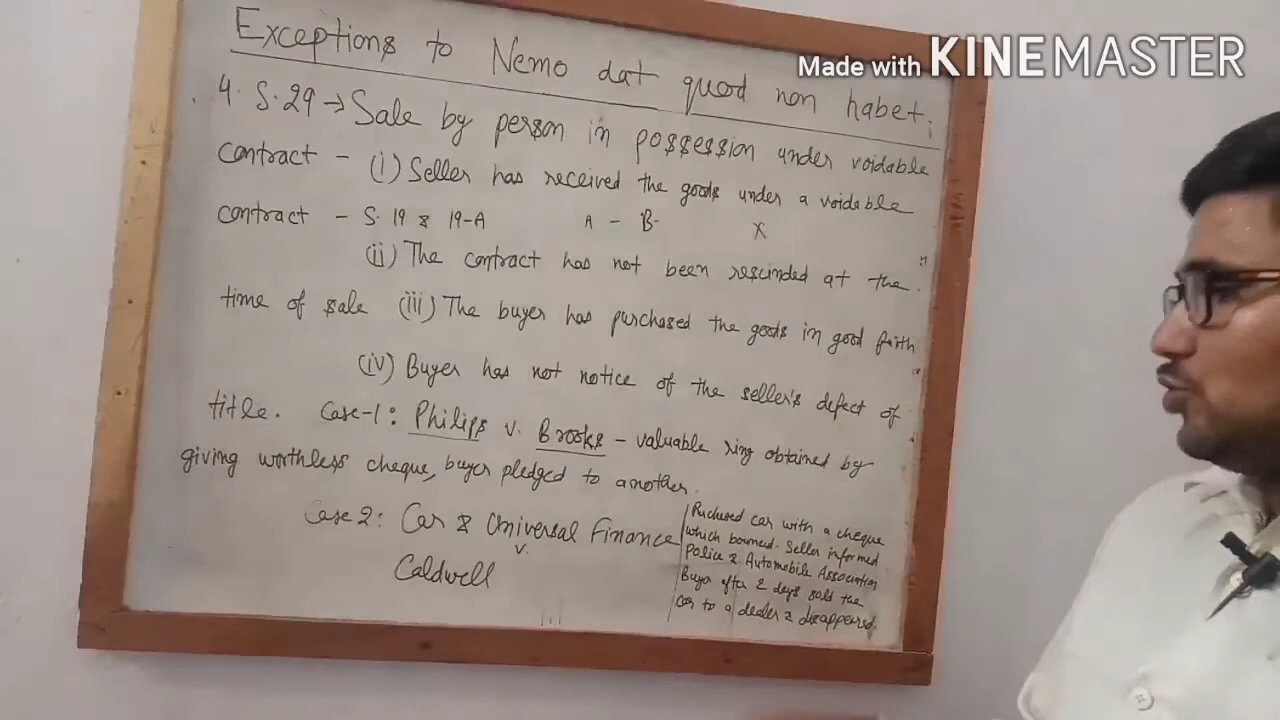 Made with KINEMASTER
Exceptions to Nemo dat quod non habet:
4. S.29 → Sale by person in possession under voidable
contract - (i) Seller has received the goods under a voidable
contract - S. 19 & 19-A A - B- X
(ii) The contract has not been rescinded at the
time of sale (iii) The buyer has purchased the goods in good faith
(iv) Buyer has not notice of the seller's defect of
title. Case-1: Philips v. Brooks - valuable ring obtained by
giving worthless cheque, buyer pledged to another.
Case 2: Car & Universal Finance
v.
Caldwell
Puchased car with a cheque
which bounced. Seller informed
Police & Automobile Association
Buyer after 2 days sold the
car to a dealer & disappeared.